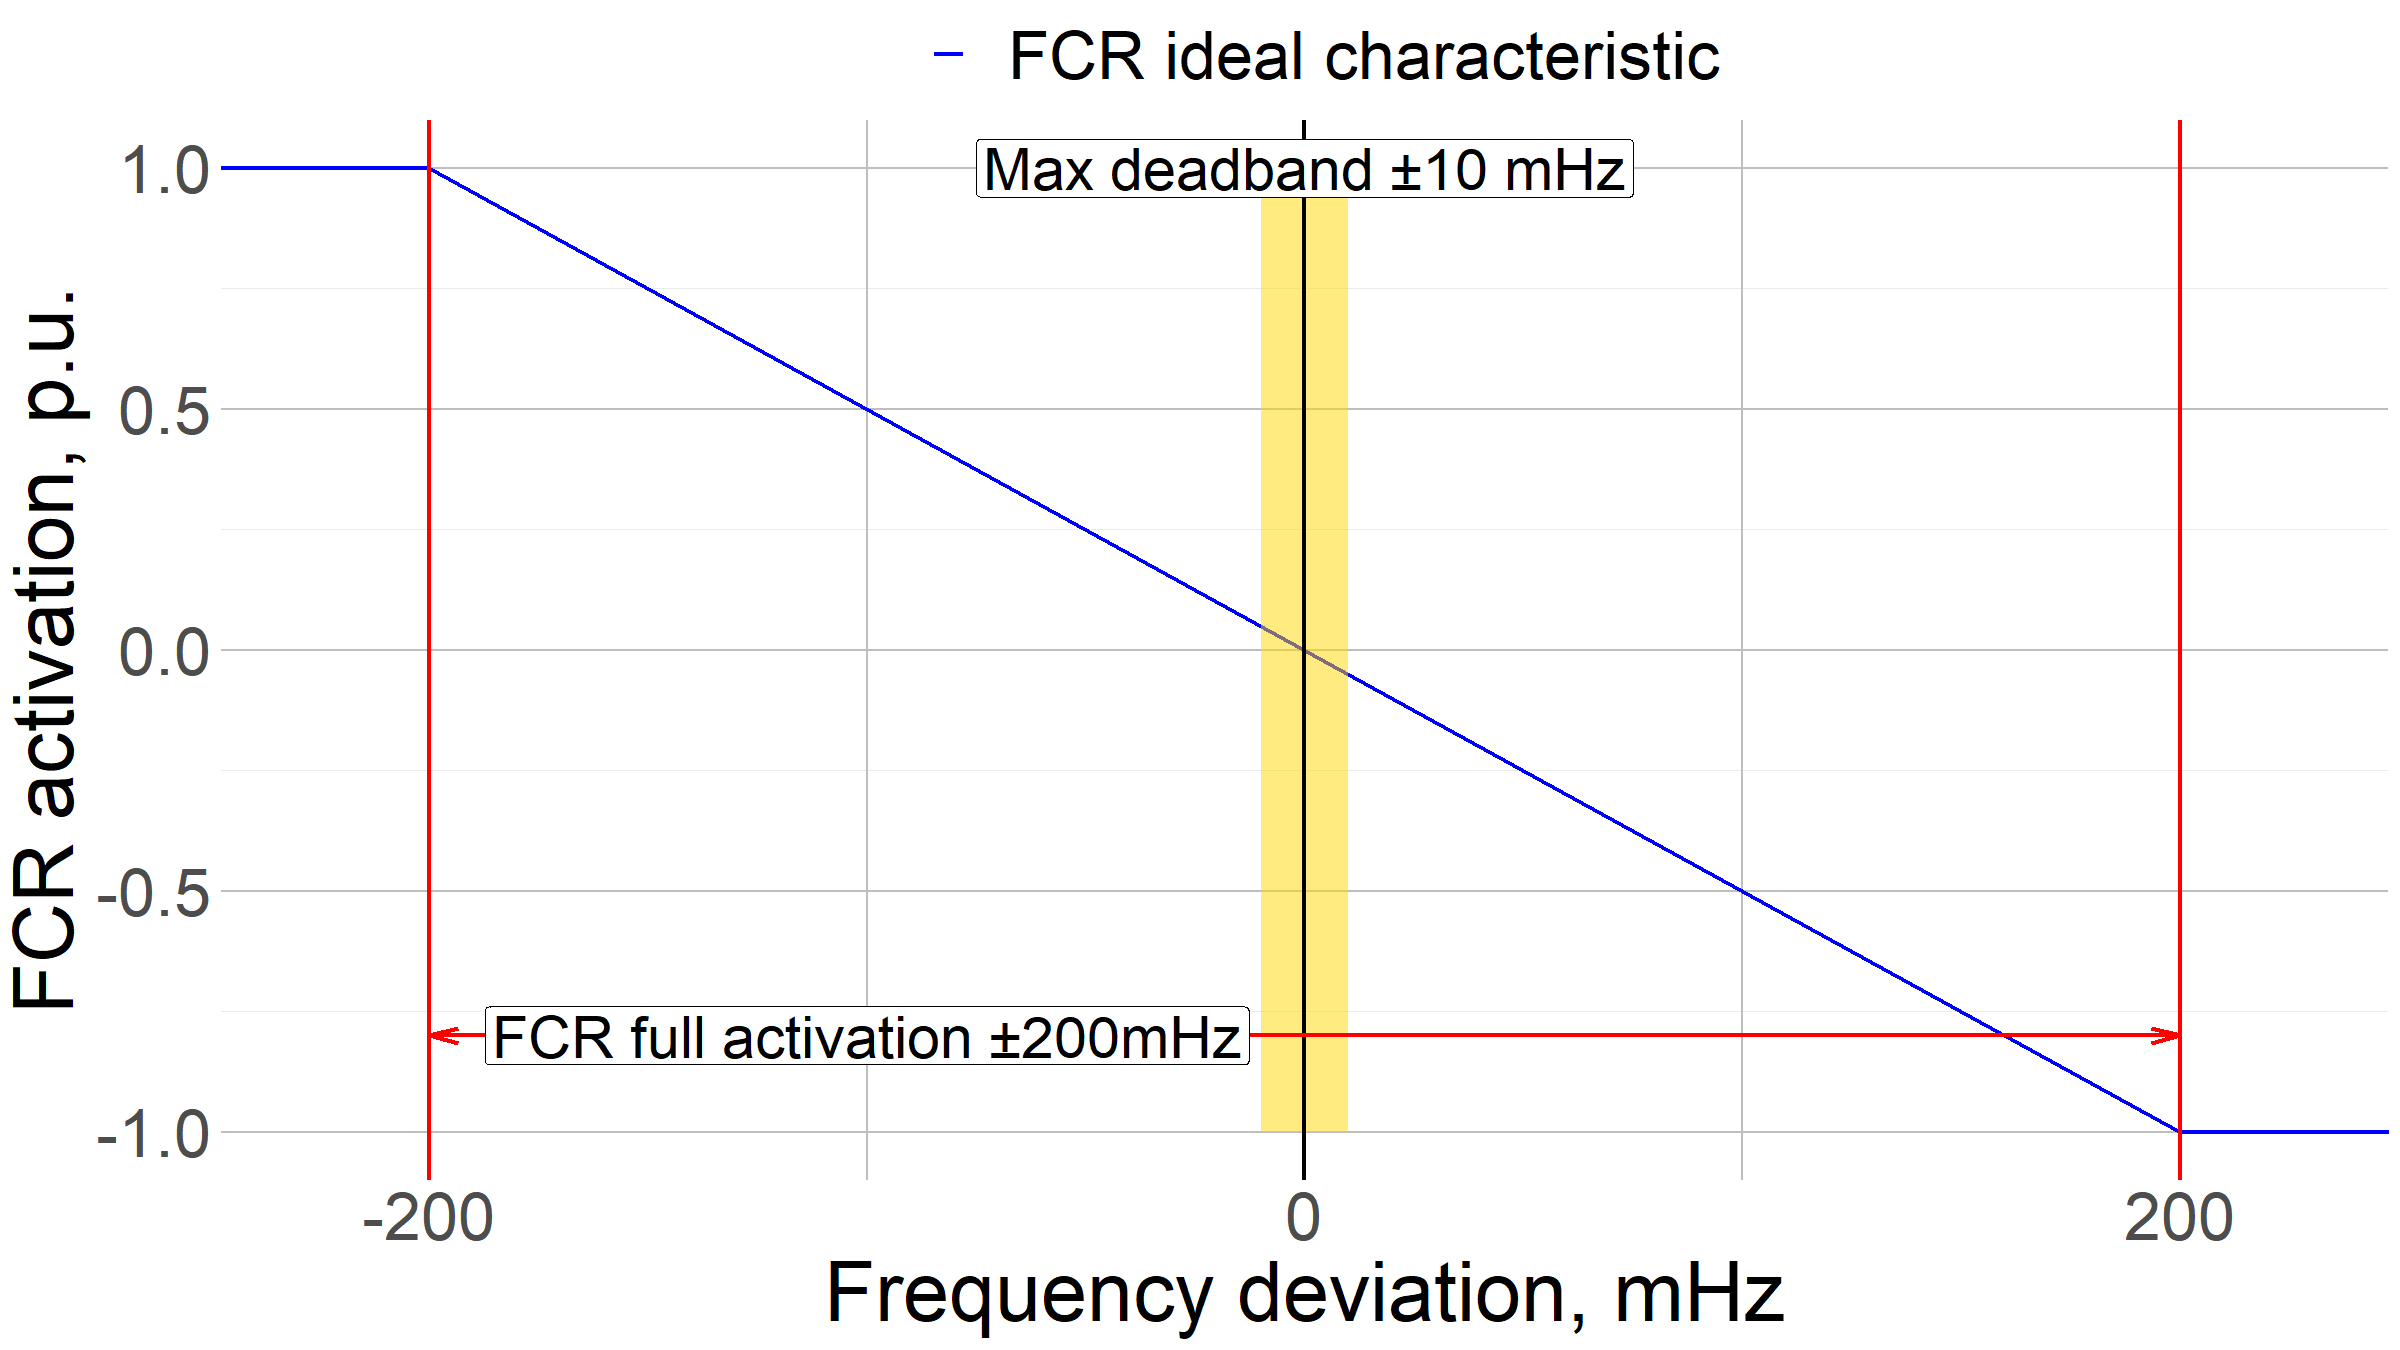 FCR ideal characteristic
Max deadband ±10 mHz
1.0
0.5
0.0
-0.5
-1.0
FCR activation, p.u.
FCR full activation ±200mHz
-200
0
200
Frequency deviation, mHz